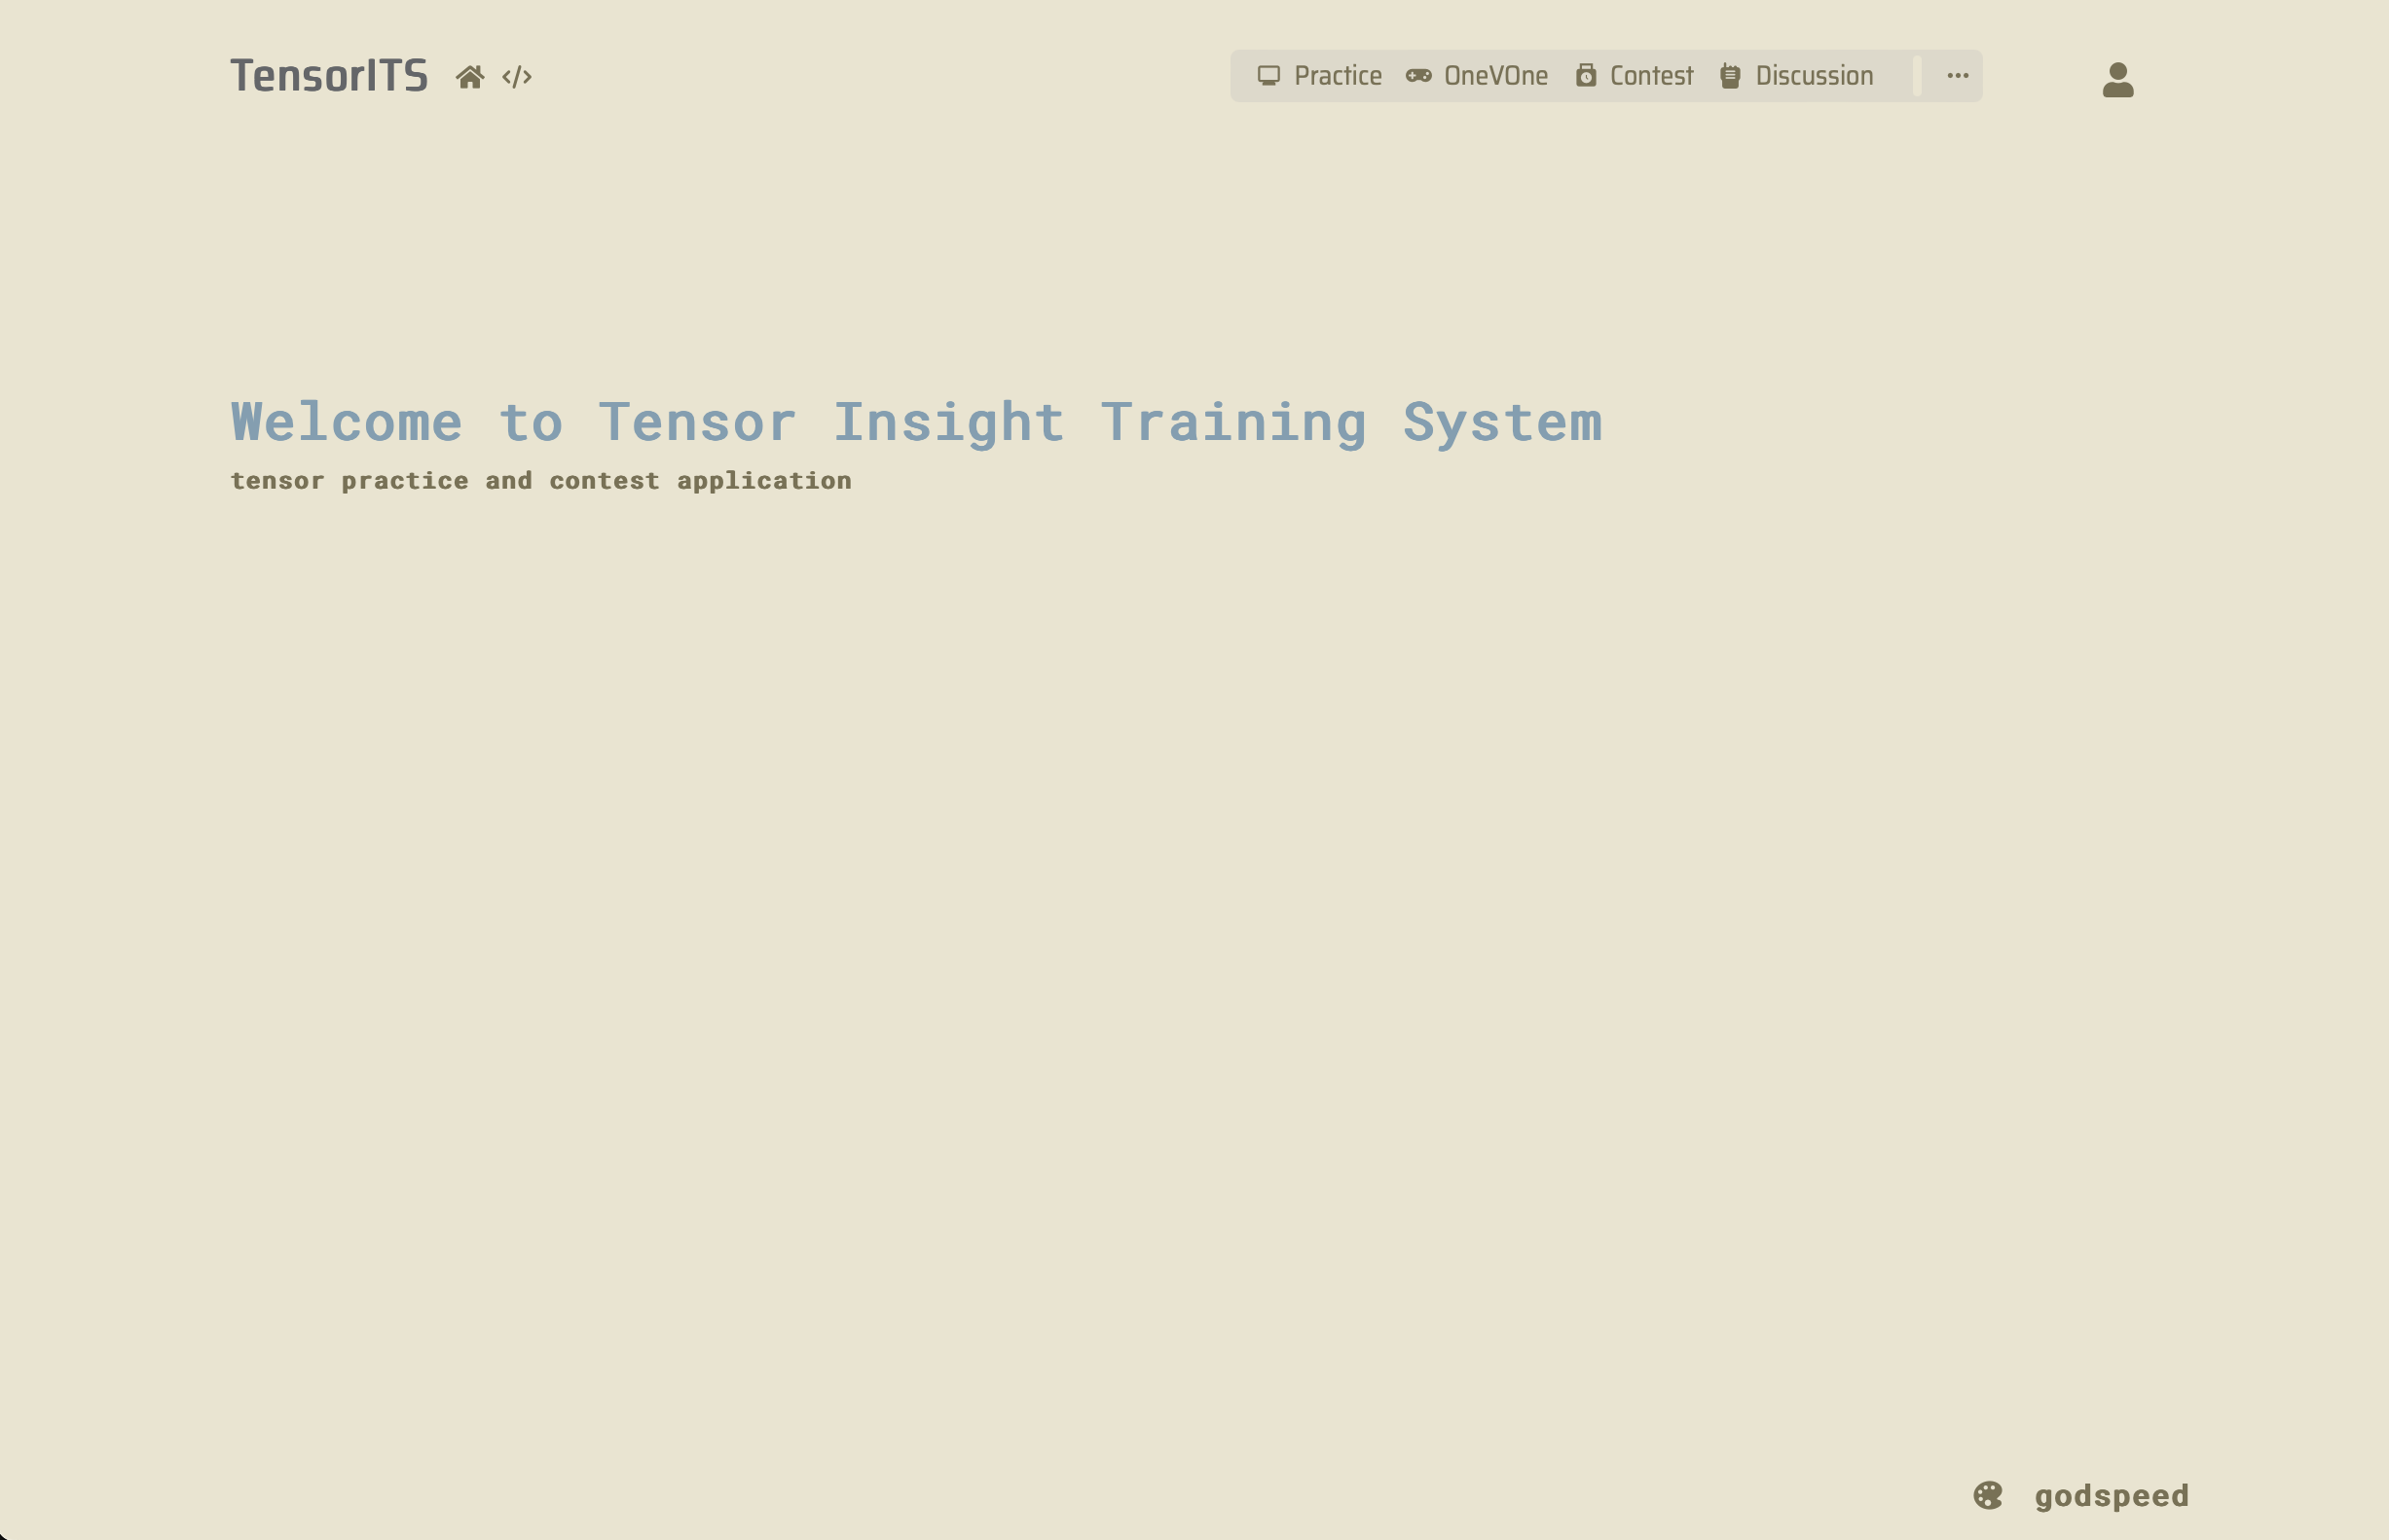 TensorITS
Practice OneVOne Contest Discussion
Welcome to Tensor Insight Training System
tensor practice and contest application
godspeed